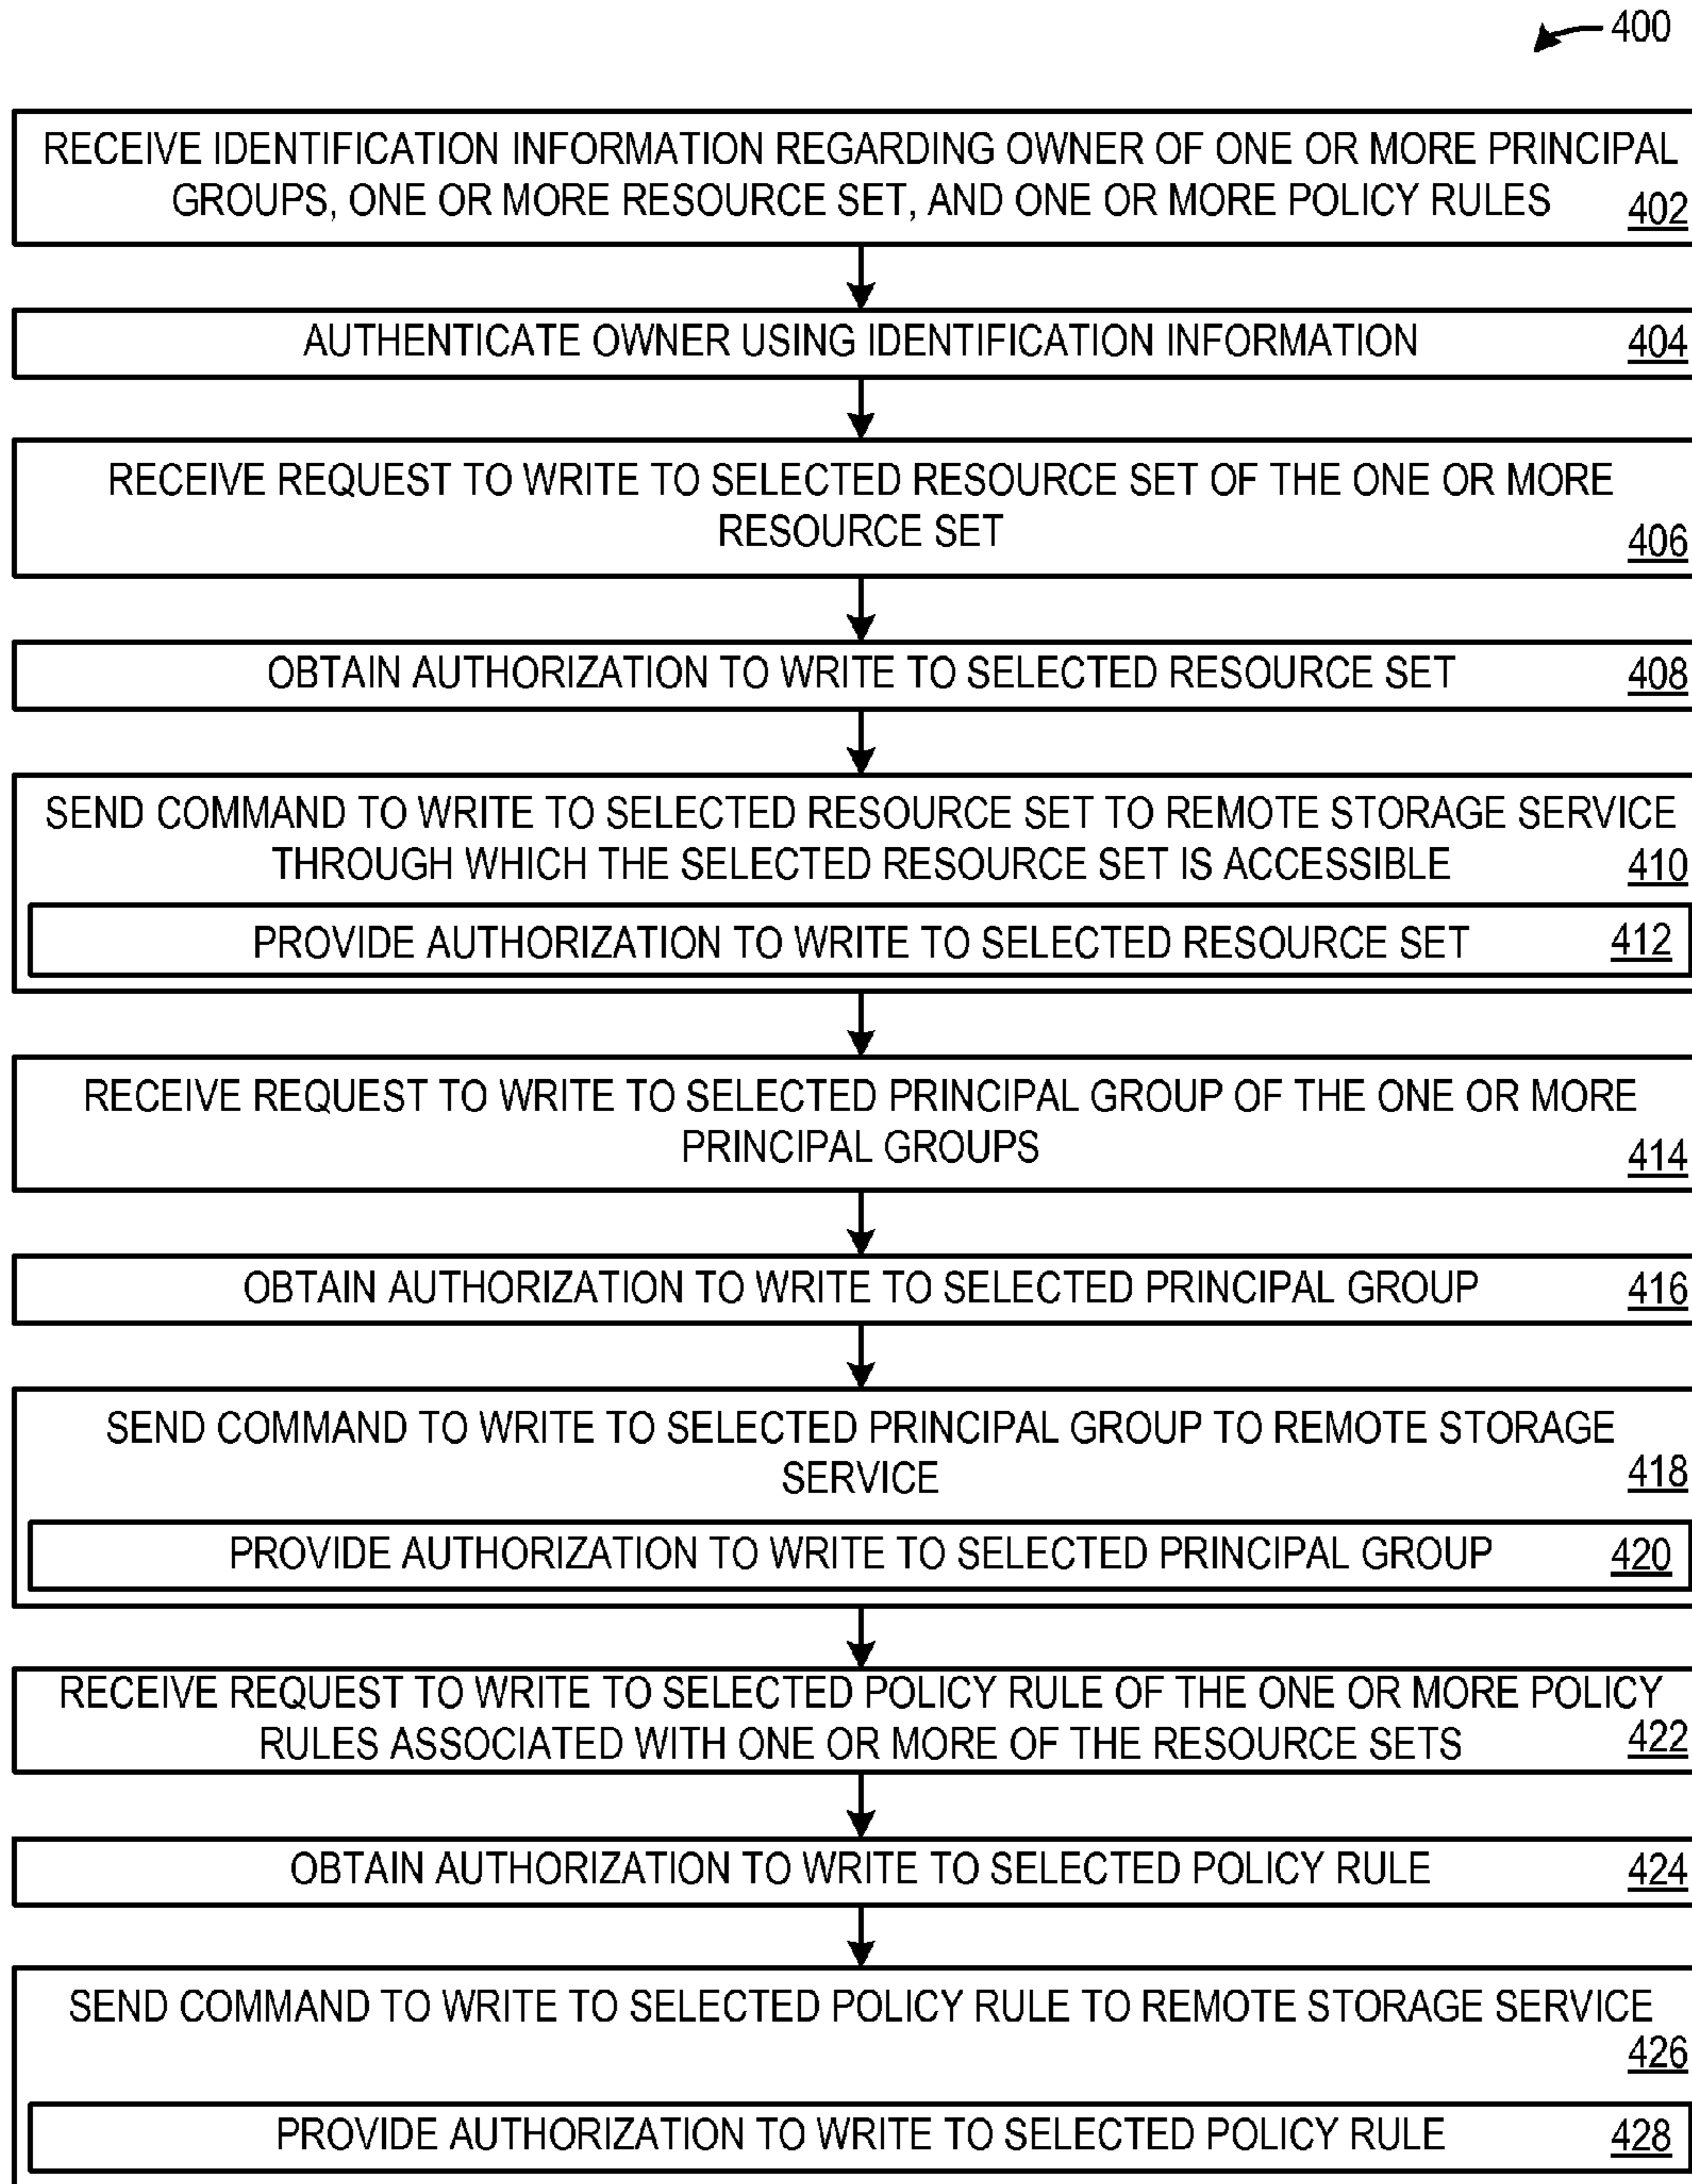 400
RECEIVE IDENTIFICATION INFORMATION REGARDING OWNER OF ONE OR MORE PRINCIPAL
GROUPS, ONE OR MORE RESOURCE SET, AND ONE OR MORE POLICY RULES
402
AUTHENTICATE OWNER USING IDENTIFICATION INFORMATION
404
RECEIVE REQUEST TO WRITE TO SELECTED RESOURCE SET OF THE ONE OR MORE
RESOURCE SET
406
OBTAIN AUTHORIZATION TO WRITE TO SELECTED RESOURCE SET
408
SEND COMMAND TO WRITE TO SELECTED RESOURCE SET TO REMOTE STORAGE SERVICE
THROUGH WHICH THE SELECTED RESOURCE SET IS ACCESSIBLE
410
PROVIDE AUTHORIZATION TO WRITE TO SELECTED RESOURCE SET
412
RECEIVE REQUEST TO WRITE TO SELECTED PRINCIPAL GROUP OF THE ONE OR MORE
PRINCIPAL GROUPS
414
OBTAIN AUTHORIZATION TO WRITE TO SELECTED PRINCIPAL GROUP
416
SEND COMMAND TO WRITE TO SELECTED PRINCIPAL GROUP TO REMOTE STORAGE
SERVICE
418
PROVIDE AUTHORIZATION TO WRITE TO SELECTED PRINCIPAL GROUP
420
RECEIVE REQUEST TO WRITE TO SELECTED POLICY RULE OF THE ONE OR MORE POLICY
RULES ASSOCIATED WITH ONE OR MORE OF THE RESOURCE SETS
422
OBTAIN AUTHORIZATION TO WRITE TO SELECTED POLICY RULE
424
SEND COMMAND TO WRITE TO SELECTED POLICY RULE TO REMOTE STORAGE SERVICE
426
PROVIDE AUTHORIZATION TO WRITE TO SELECTED POLICY RULE
428